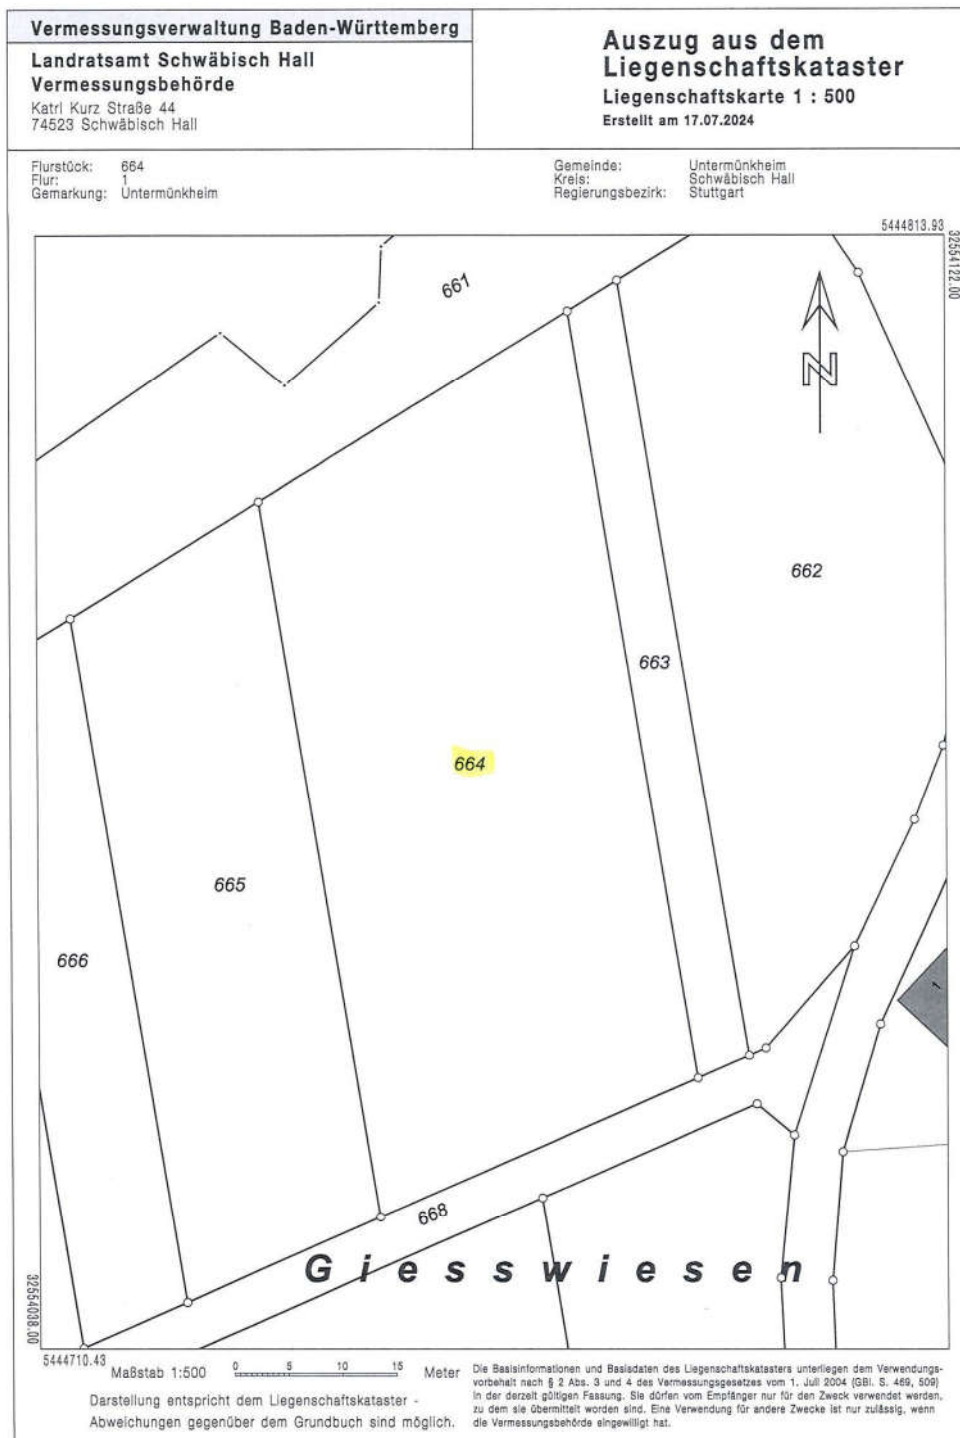 Vermessungsverwaltung Baden-Württemberg
Landratsamt Schwäbisch Hall
Vermessungsbehörde
Katrl Kurz Straße 44
74523 Schwäbisch Hall
Auszug aus dem
Liegenschaftskataster
Liegenschaftskarte 1 : 500
Erstellt am 17.07.2024
Flurstück: 664
Flur: 1
Gemarkung: Untermünkheim
Gemeinde: Untermünkheim
Kreis: Schwäbisch Hall
Regierungsbezirk: Stuttgart
5444813.93
32554122.00
661
N
662
663
664
665
666
1
668
Giesswiesen
32554038.00
5444710.43
Maßstab 1:500 0 5 10 15 Meter
Darstellung entspricht dem Liegenschaftskataster -
Abweichungen gegenüber dem Grundbuch sind möglich.
Die Basisinformationen und Basisdaten des Liegenschaftskatasters unterliegen dem Verwendungs-
vorbehalt nach § 2 Abs. 3 und 4 des Vermessungsgesetzes vom 1. Juli 2004 (GBl. S. 469, 509)
in der derzeit gültigen Fassung. Sie dürfen vom Empfänger nur für den Zweck verwendet werden,
zu dem sie übermittelt worden sind. Eine Verwendung für andere Zwecke ist nur zulässig, wenn
die Vermessungsbehörde eingewilligt hat.